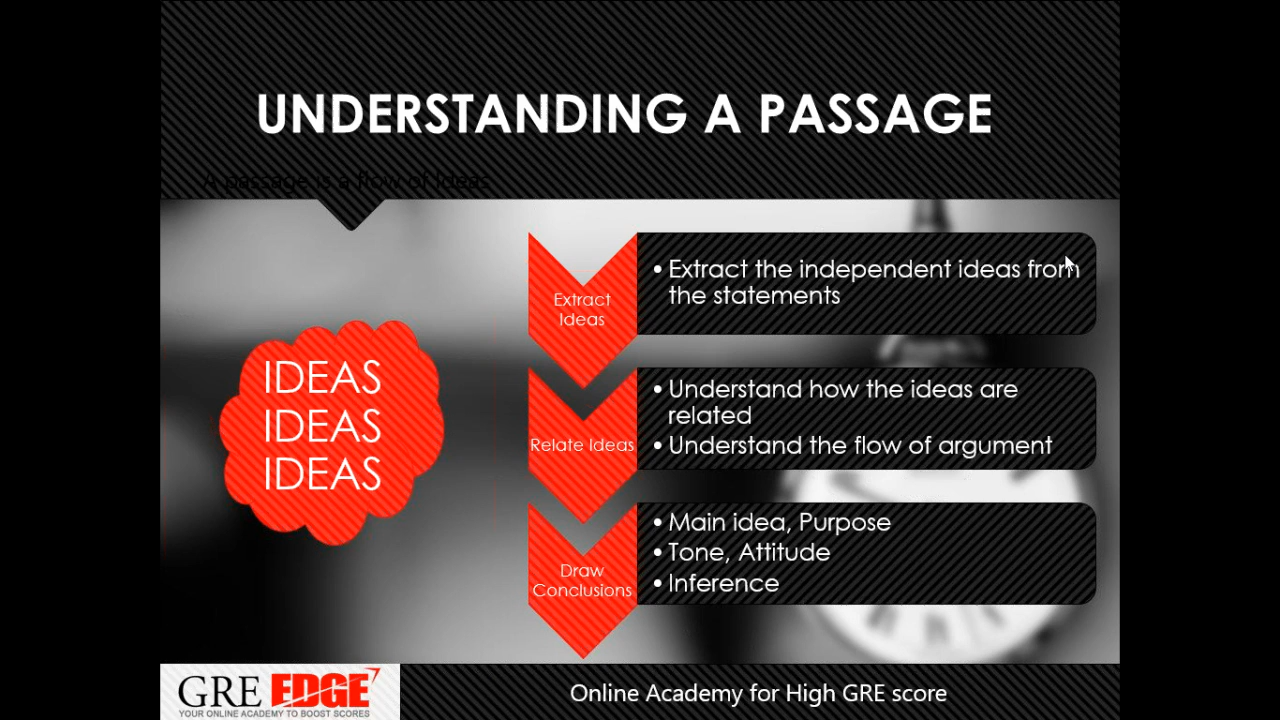 UNDERSTANDING A PASSAGE
A passage is a flow of Ideas
IDEAS
IDEAS
IDEAS
Extract
Ideas
• Extract the independent ideas from
the statements
Relate Ideas
• Understand how the ideas are
related
• Understand the flow of argument
Draw
Conclusions
• Main idea, Purpose
• Tone, Attitude
• Inference
GRE EDGE
YOUR ONLINE ACADEMY TO BOOST SCORES
Online Academy for High GRE score